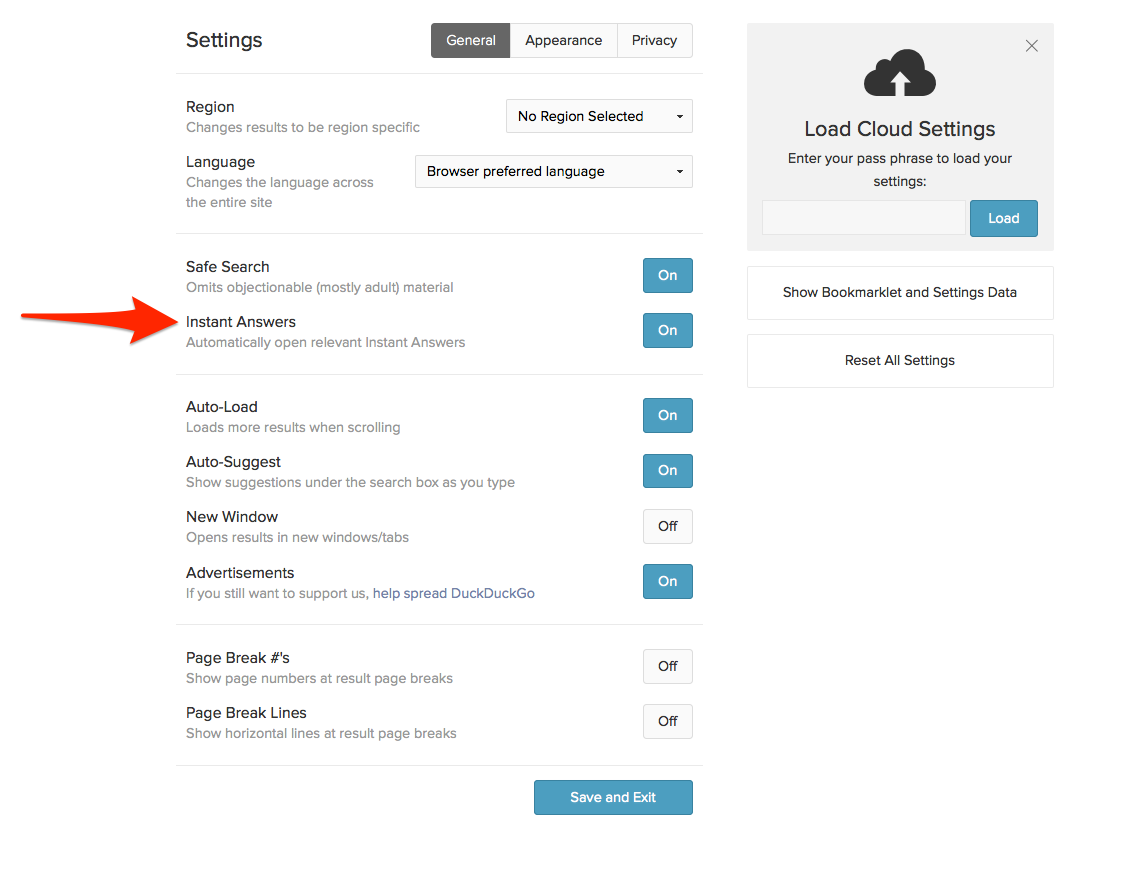 Settings
General
Appearance
Privacy
Region
Changes results to be region specific
No Region Selected
Language
Changes the language across
the entire site
Browser preferred language
Safe Search
Omits objectionable (mostly adult) material
On
Instant Answers
Automatically open relevant Instant Answers
On
Auto-Load
Loads more results when scrolling
On
Auto-Suggest
Show suggestions under the search box as you type
On
New Window
Opens results in new windows/tabs
Off
Advertisements
If you still want to support us, help spread DuckDuckGo
On
Page Break #'s
Show page numbers at result page breaks
Off
Page Break Lines
Show horizontal lines at result page breaks
Off
Save and Exit
Load Cloud Settings
Enter your pass phrase to load your
settings:
Load
Show Bookmarklet and Settings Data
Reset All Settings